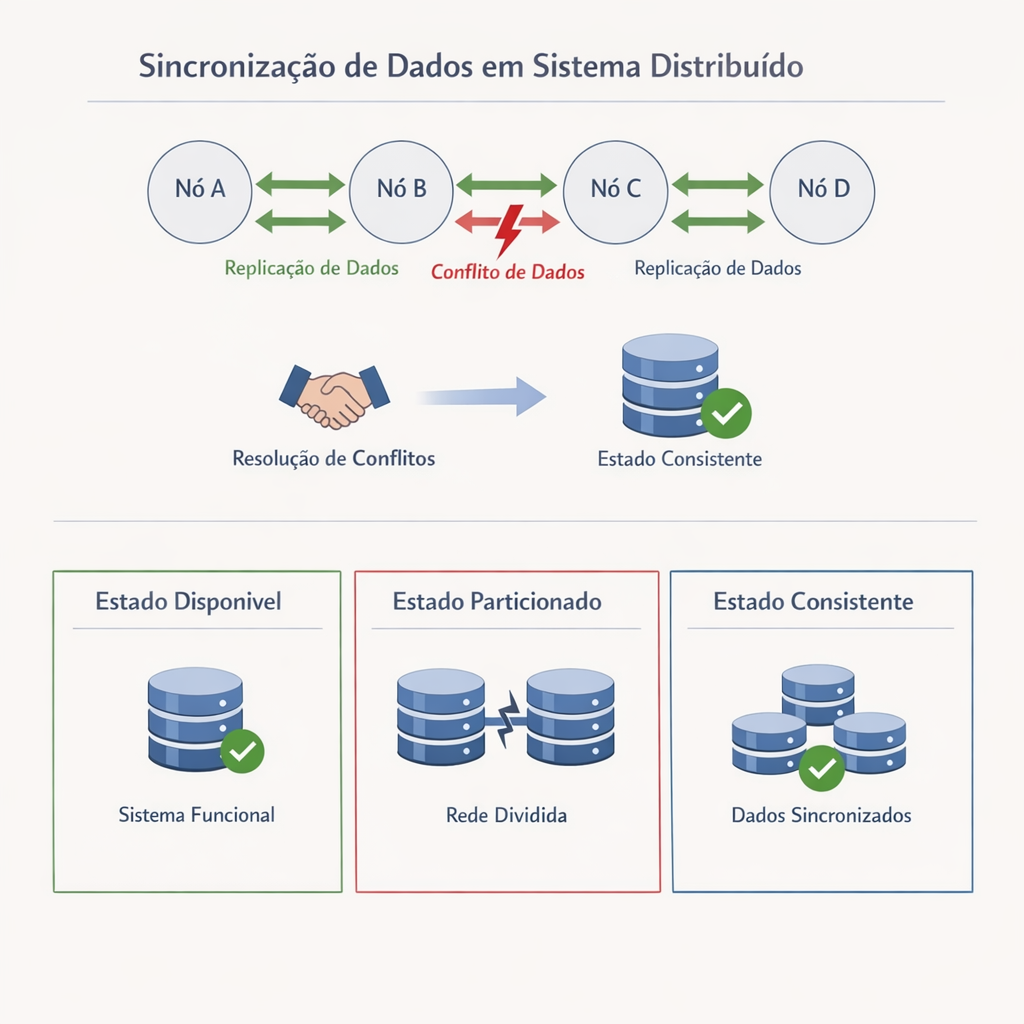 Sincronização de Dados em Sistema Distribuído
Nó A
Nó B
Nó C
Nó D
Replicação de Dados
Conflito de Dados
Replicação de Dados
Resolução de Conflitos
Estado Consistente
Estado Disponivel
Estado Particionado
Estado Consistente
Sistema Funcional
Rede Dividida
Dados Sincronizados